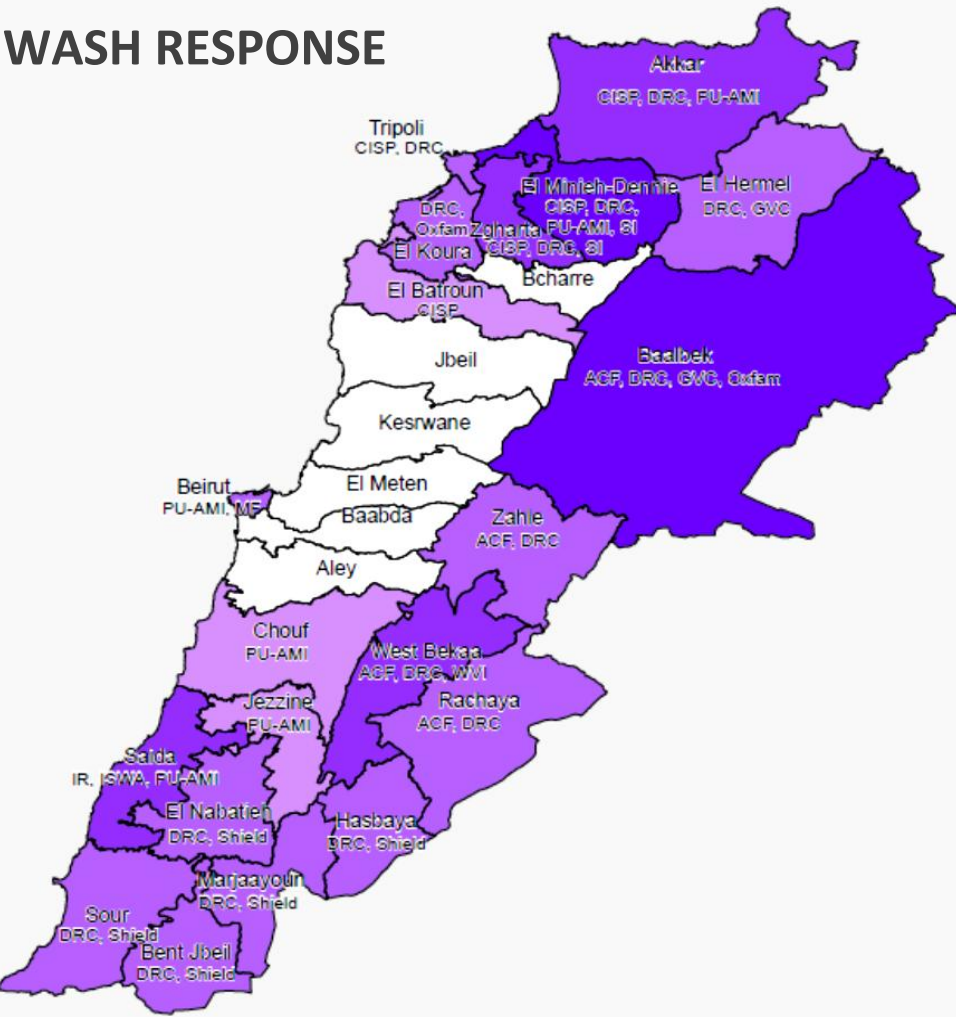 WASH RESPONSE
Akkar
CISP, DRC, PU-AMI
Tripoli
CISP, DRC
El Minieh-Dennie
CISP, DRC,
PU-AMI, SI
El Hermel
DRC, GVC
DRC,
Oxfam
El Koura
Zgharta
CISP, DRC, SI
Bcharre
El Batroun
CISP
Jbeil
Baalbek
ACF, DRC, GVC, Oxfam
Kesrwane
El Meten
Beirut
PU-AMI, MF
Baabda
Zahle
ACF, DRC
Aley
Chouf
PU-AMI
West Bekaa
ACF, DRC, WVI
Jezzine
PU-AMI
Rachaya
ACF, DRC
Saida
IR, ISWA, PU-AMI
El Nabatieh
DRC, Shield
Hasbaya
DRC, Shield
Marjaayoun
DRC, Shield
Sour
DRC, Shield
Bent Jbeil
DRC, Shield